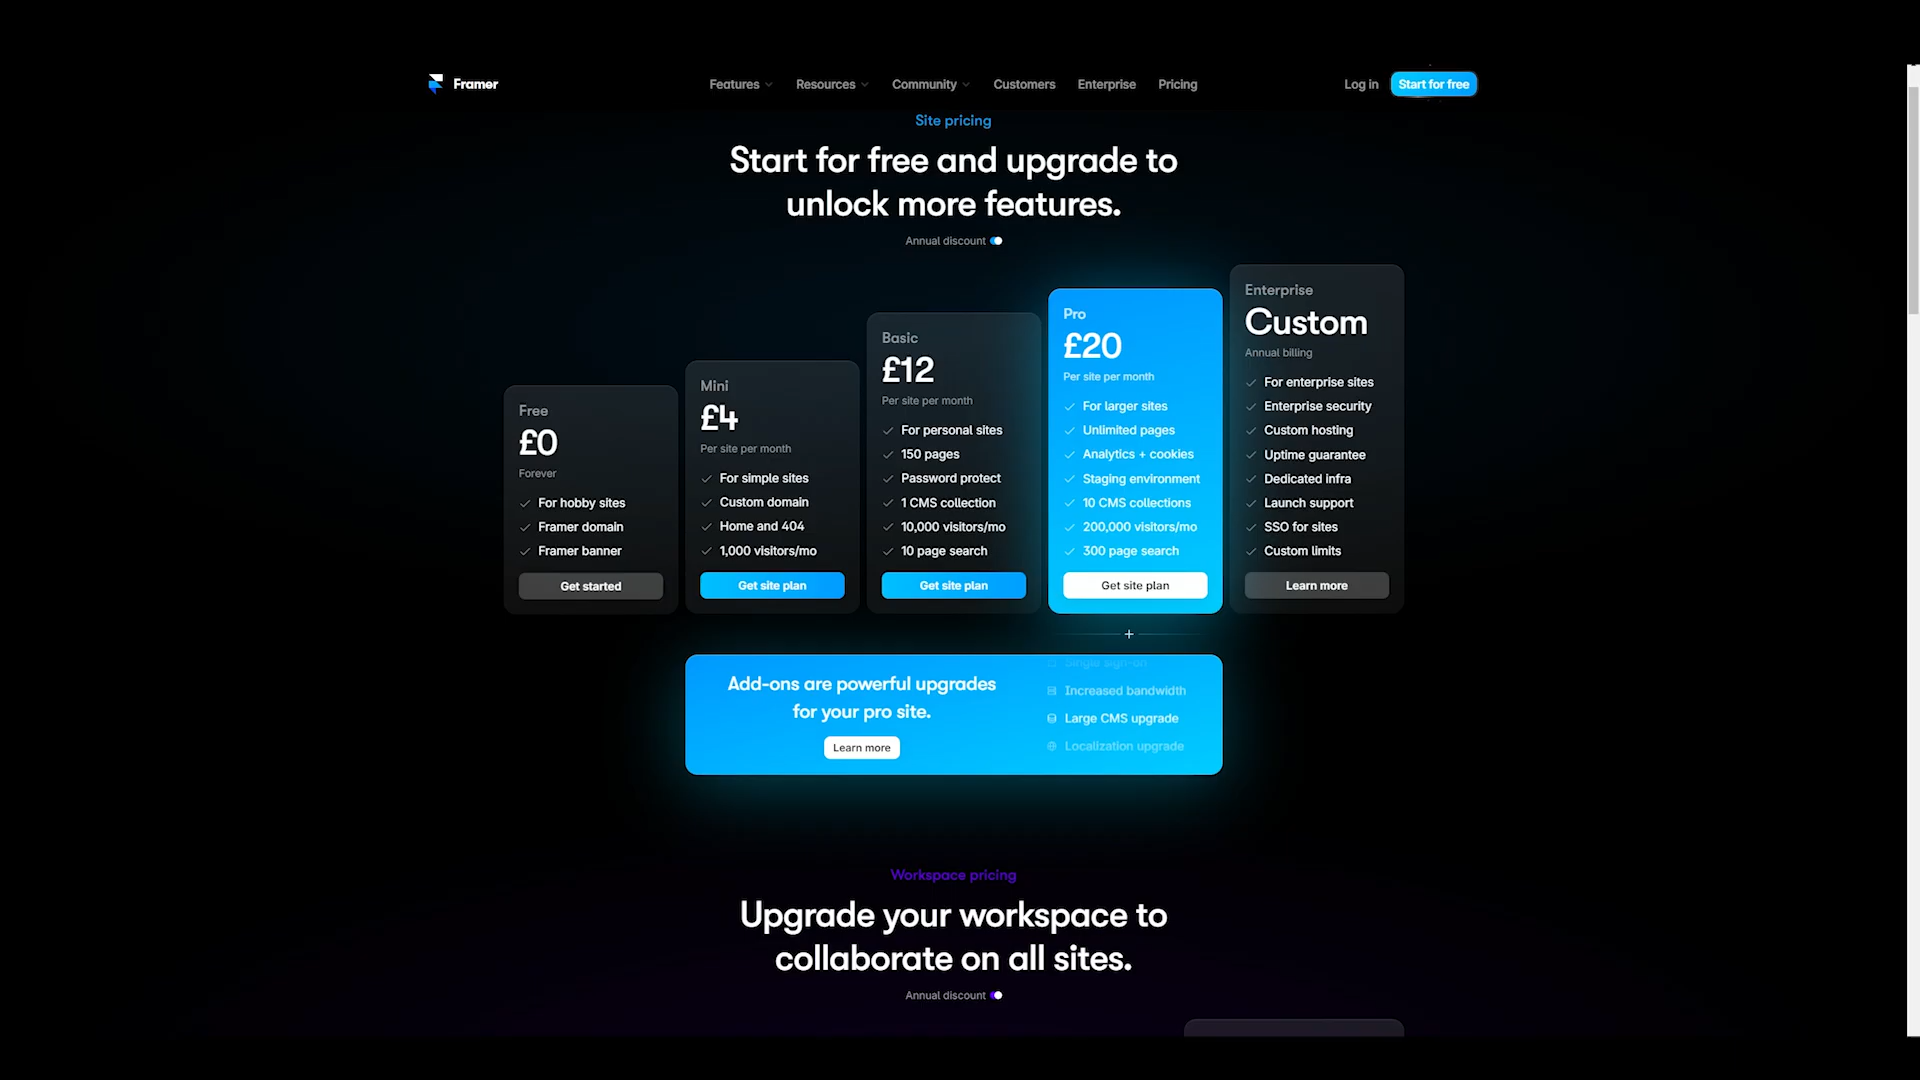 Framer
Features
Resources
Community
Customers
Enterprise
Pricing
Log in
Start for free
Site pricing
Start for free and upgrade to
unlock more features.
Annual discount
Free
£0
Forever
For hobby sites
Framer domain
Framer banner
Get started
Mini
£4
Per site per month
For simple sites
Custom domain
Home and 404
1,000 visitors/mo
Get site plan
Basic
£12
Per site per month
For personal sites
150 pages
Password protect
1 CMS collection
10,000 visitors/mo
10 page search
Get site plan
Pro
£20
Per site per month
For larger sites
Unlimited pages
Analytics + cookies
Staging environment
10 CMS collections
200,000 visitors/mo
300 page search
Get site plan
Enterprise
Custom
Annual billing
For enterprise sites
Enterprise security
Custom hosting
Uptime guarantee
Dedicated infra
Launch support
SSO for sites
Custom limits
Learn more
+
Add-ons are powerful upgrades
for your pro site.
Learn more
Single sign-on
Increased bandwidth
Large CMS upgrade
Localization upgrade
Workspace pricing
Upgrade your workspace to
collaborate on all sites.
Annual discount